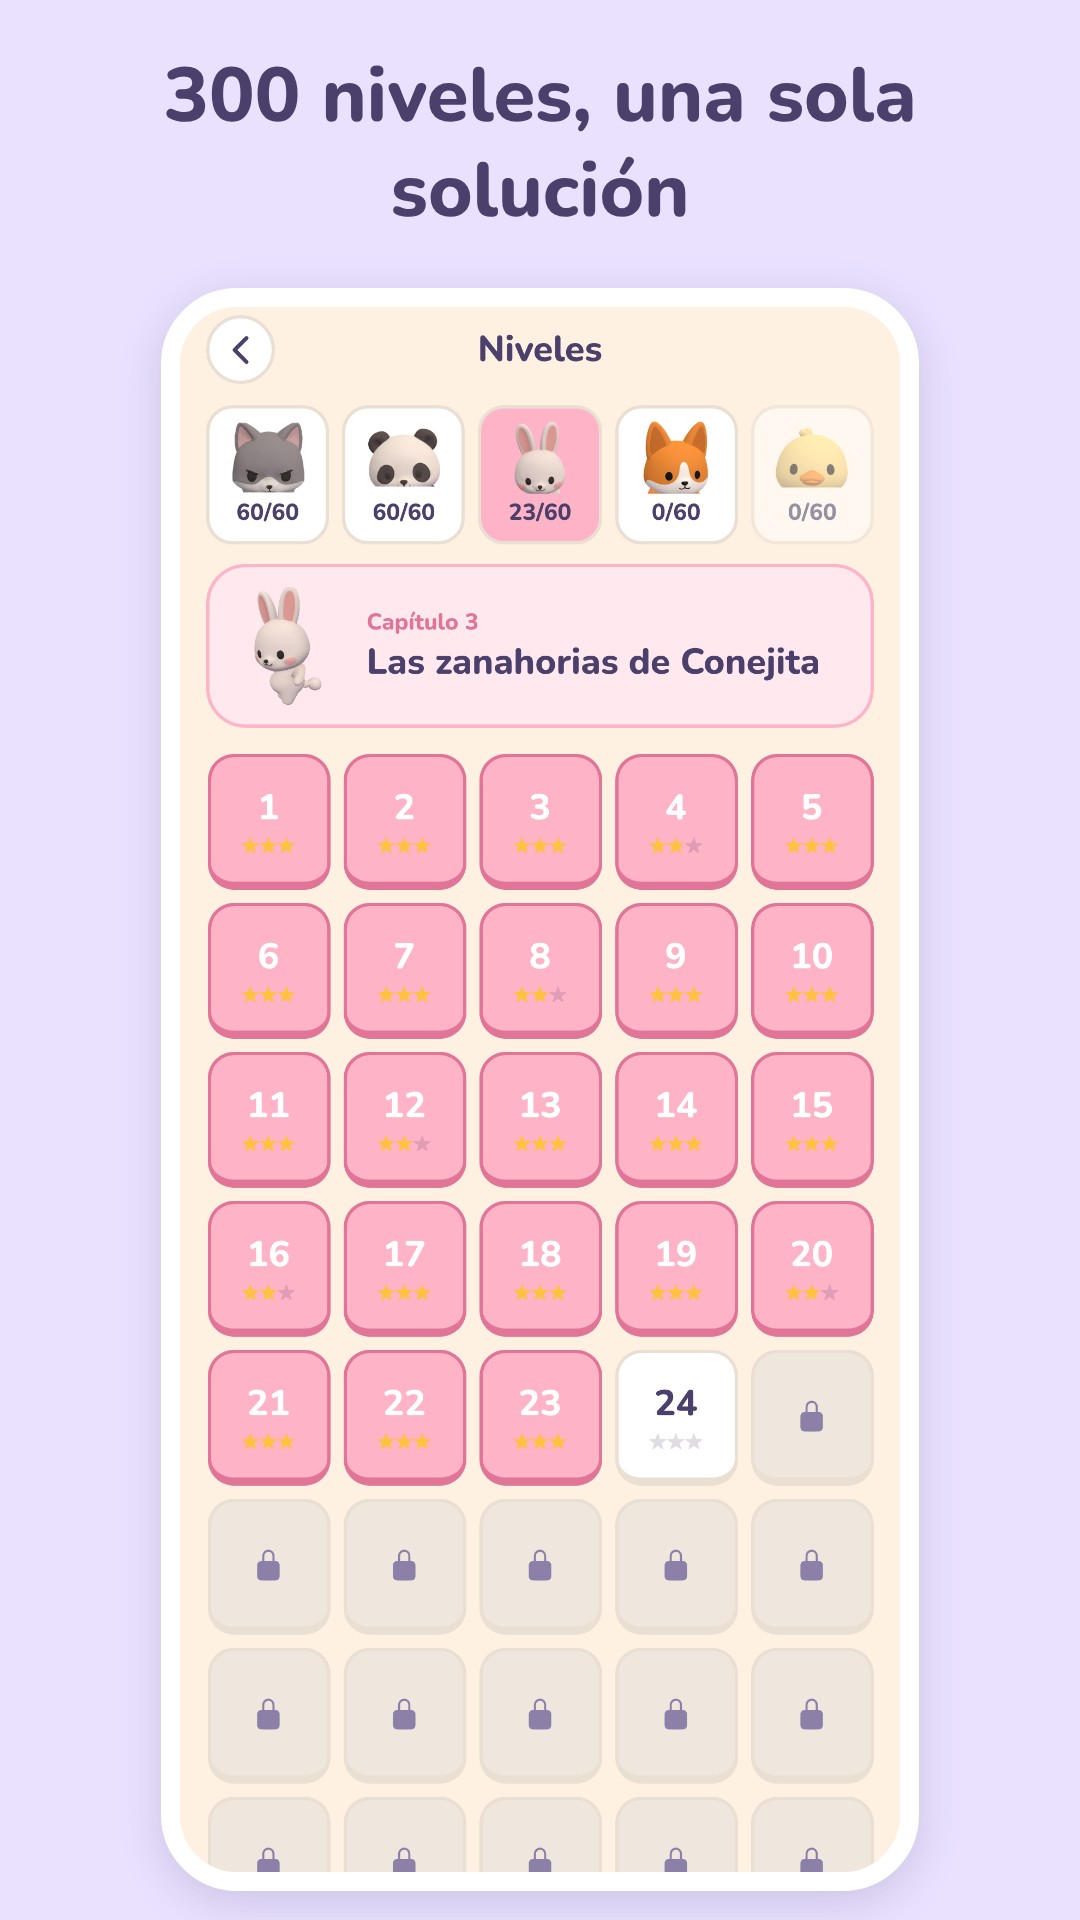 300 niveles, una sola
solución
Niveles
60/60 60/60 23/60 0/60 0/60
Capítulo 3
Las zanahorias de Conejita
1 2 3 4 5
6 7 8 9 10
11 12 13 14 15
16 17 18 19 20
21 22 23 24